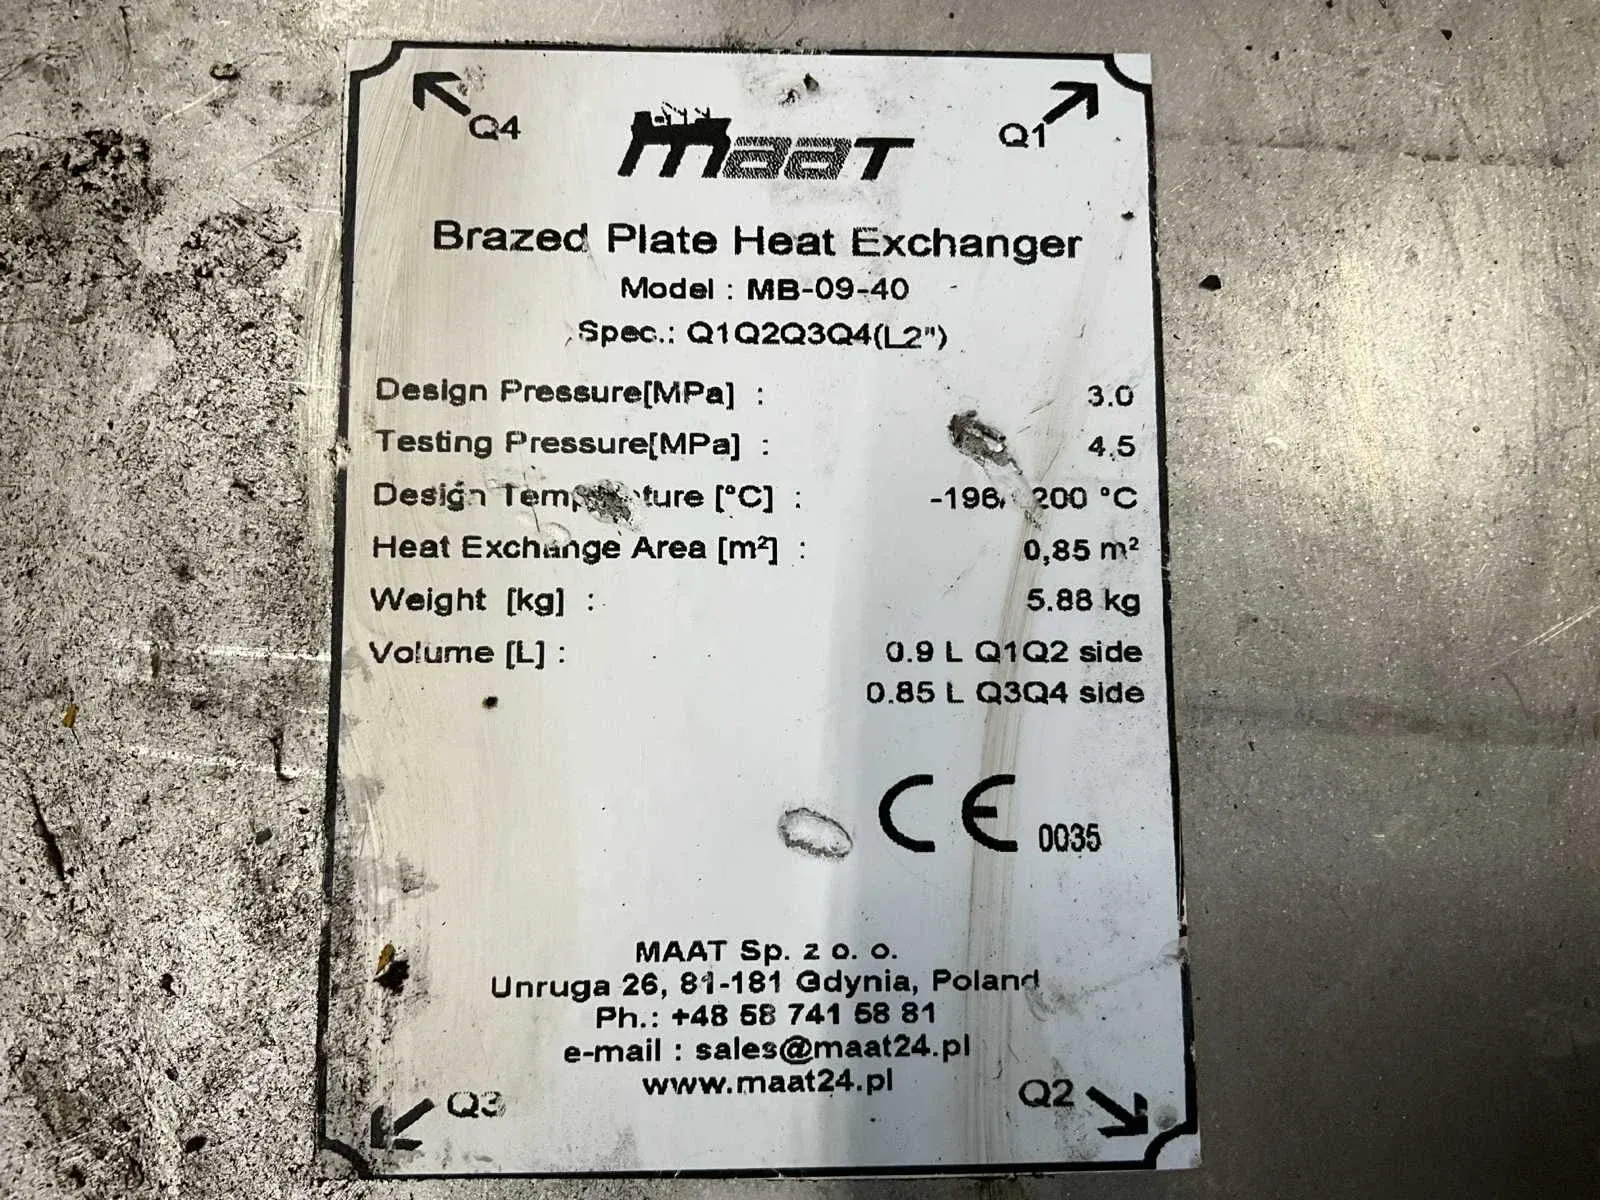 Q4
Q1
maaT
Brazed Plate Heat Exchanger
Model : MB-09-40
Spec.: Q1Q2Q3Q4(L2")
Design Pressure[MPa] : 3.0
Testing Pressure[MPa] : 4.5
Design [°C] : -196 200 °C
Heat Exchange Area [m²] : 0,85 m²
Weight [kg] : 5.88 kg
Volume [L] : 0.9 L Q1Q2 side
0.85 L Q3Q4 side
CE 0035
MAAT Sp. z o. o.
Unruga 26, 81-181 Gdynia, Poland
Ph.: +48 58 741 58 81
e-mail : sales@maat24.pl
www.maat24.pl
Q3
Q2